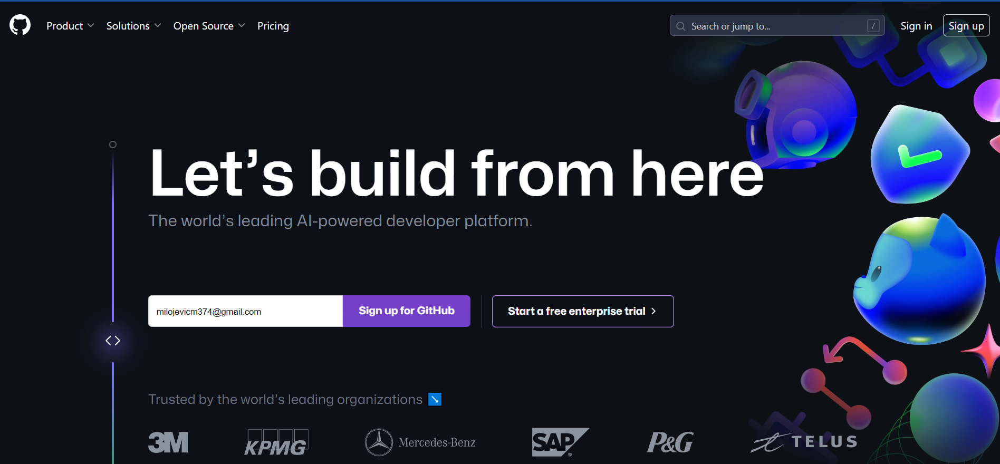 Product Solutions Open Source Pricing Search or jump to... / Sign in Sign up
Let’s build from here
The world’s leading AI-powered developer platform.
milojevicm374@gmail.com Sign up for GitHub Start a free enterprise trial
Trusted by the world’s leading organizations
3M KPMG Mercedes-Benz SAP® P&G TELUS